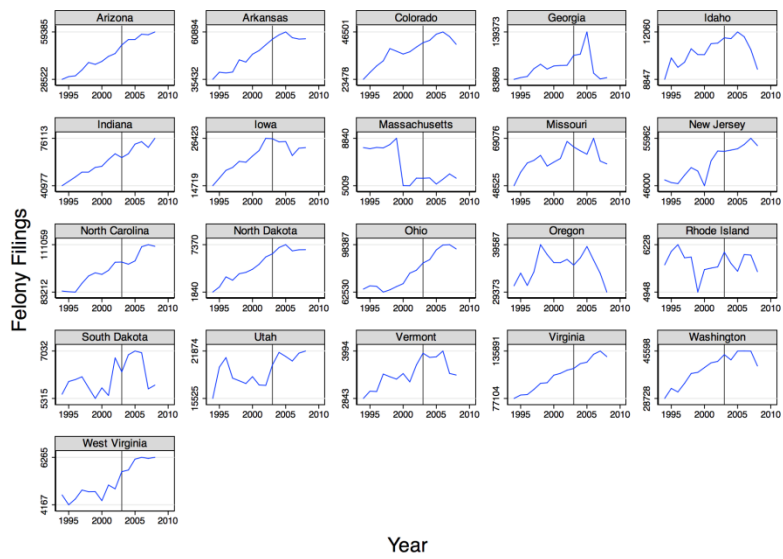 Arizona
Arkansas
Colorado
Georgia
Idaho
28522 59385
35432 60894
23478 46501
83869 139373
8847 12060
1995 2000 2005 2010
1995 2000 2005 2010
1995 2000 2005 2010
1995 2000 2005 2010
1995 2000 2005 2010
Indiana
Iowa
Massachusetts
Missouri
New Jersey
40977 76113
14719 26423
5009 8840
48525 69076
46000 55962
1995 2000 2005 2010
1995 2000 2005 2010
1995 2000 2005 2010
1995 2000 2005 2010
1995 2000 2005 2010
Felony Filings
North Carolina
North Dakota
Ohio
Oregon
Rhode Island
83212 111059
1840 7370
62530 98387
29373 39587
4948 6228
1995 2000 2005 2010
1995 2000 2005 2010
1995 2000 2005 2010
1995 2000 2005 2010
1995 2000 2005 2010
South Dakota
Utah
Vermont
Virginia
Washington
5315 7032
15525 21874
2843 3994
77104 135891
28728 45598
1995 2000 2005 2010
1995 2000 2005 2010
1995 2000 2005 2010
1995 2000 2005 2010
1995 2000 2005 2010
West Virginia
4167 6265
1995 2000 2005 2010
Year